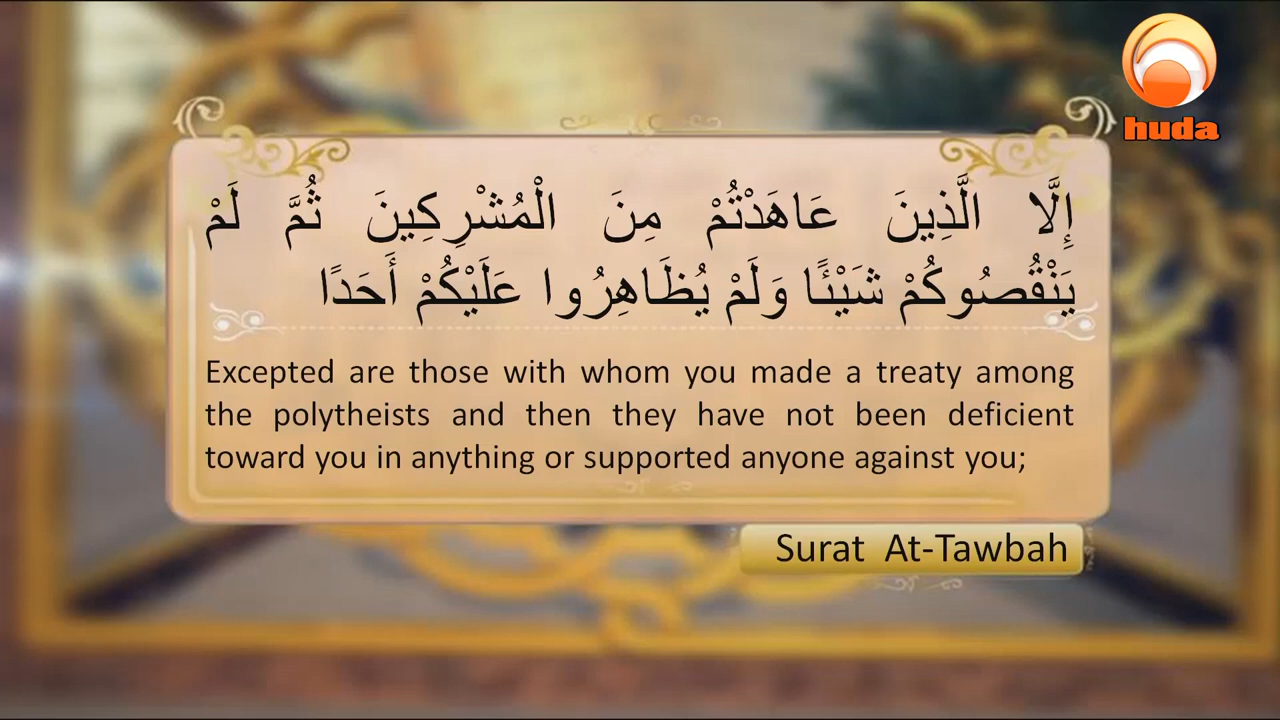 huda
إِلَّا الَّذِينَ عَاهَدْتُمْ مِنَ الْمُشْرِكِينَ ثُمَّ لَمْ
يَنْقُصُوكُمْ شَيْئًا وَلَمْ يُظَاهِرُوا عَلَيْكُمْ أَحَدًا
Excepted are those with whom you made a treaty among
the polytheists and then they have not been deficient
toward you in anything or supported anyone against you;
Surat At-Tawbah